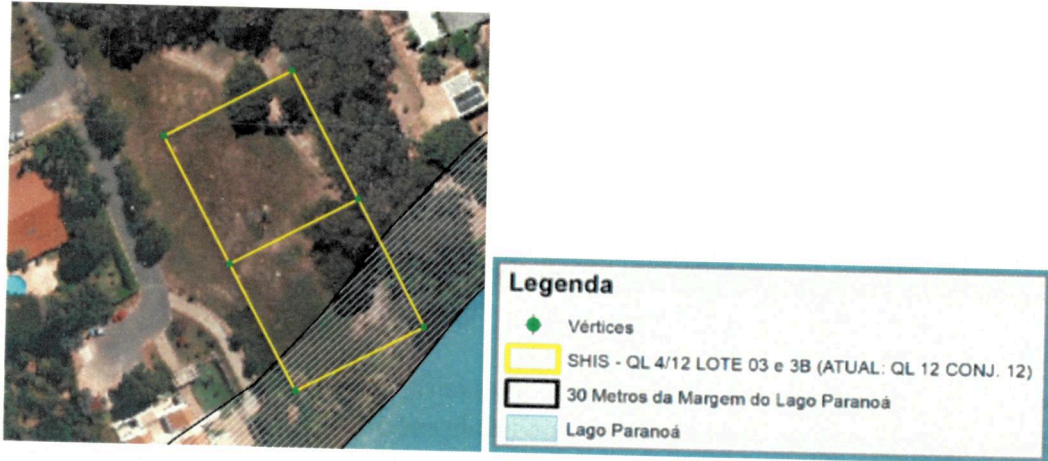 Legenda
Vértices
SHIS - QL 4/12 LOTE 03 e 3B (ATUAL: QL 12 CONJ. 12)
30 Metros da Margem do Lago Paranoá
Lago Paranoá